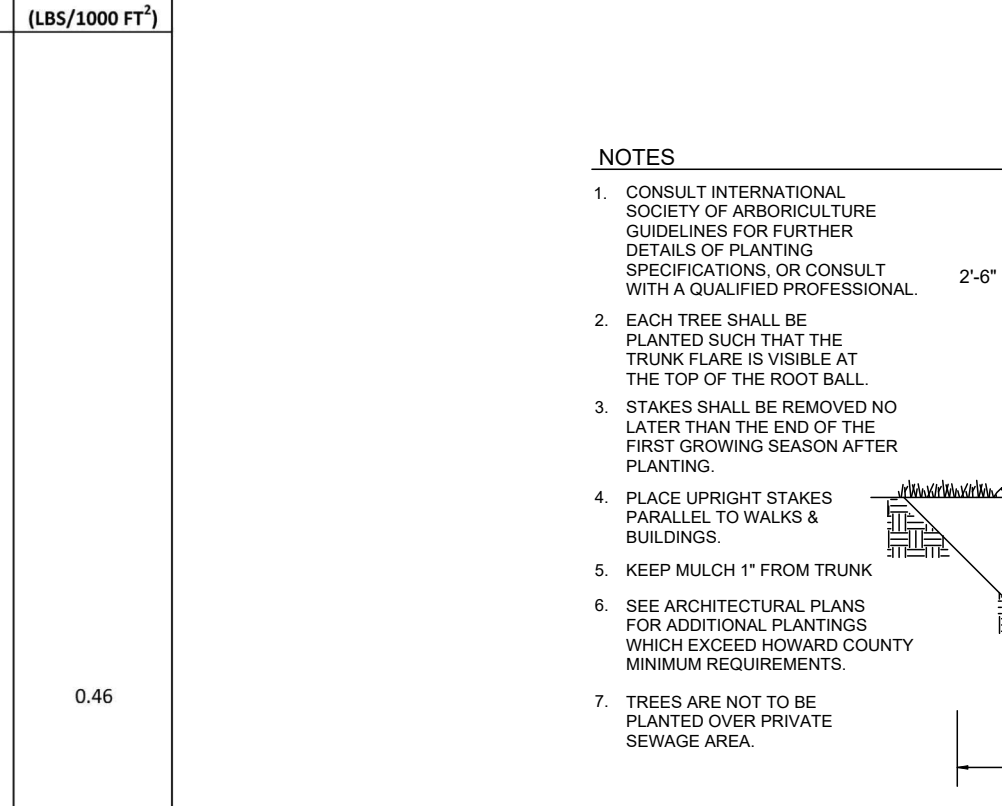 (LBS/1000 FT²)
0.46
NOTES
1. CONSULT INTERNATIONAL
SOCIETY OF ARBORICULTURE
GUIDELINES FOR FURTHER
DETAILS OF PLANTING
SPECIFICATIONS, OR CONSULT
WITH A QUALIFIED PROFESSIONAL.
2. EACH TREE SHALL BE
PLANTED SUCH THAT THE
TRUNK FLARE IS VISIBLE AT
THE TOP OF THE ROOT BALL.
3. STAKES SHALL BE REMOVED NO
LATER THAN THE END OF THE
FIRST GROWING SEASON AFTER
PLANTING.
4. PLACE UPRIGHT STAKES
PARALLEL TO WALKS &
BUILDINGS.
5. KEEP MULCH 1" FROM TRUNK
6. SEE ARCHITECTURAL PLANS
FOR ADDITIONAL PLANTINGS
WHICH EXCEED HOWARD COUNTY
MINIMUM REQUIREMENTS.
7. TREES ARE NOT TO BE
PLANTED OVER PRIVATE
SEWAGE AREA.
2'-6"